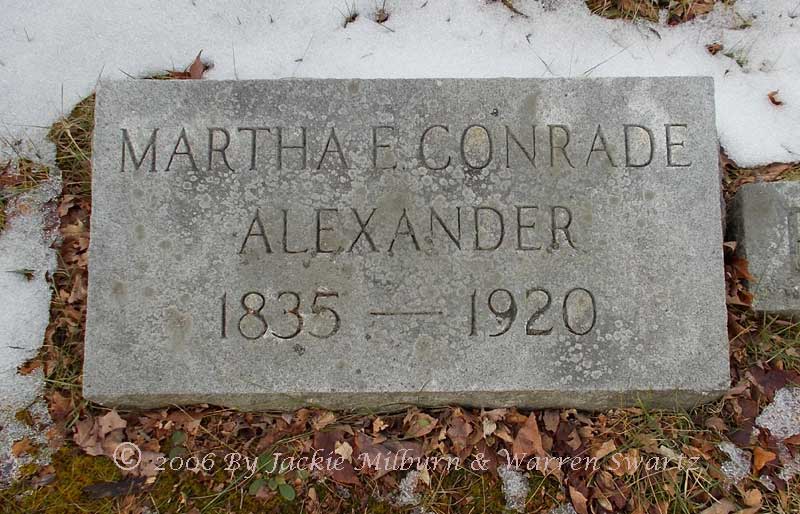 MARTHA E. CONRADE
ALEXANDER
1835 — 1920
© 2006 By Jackie Milburn & Warren Swartz